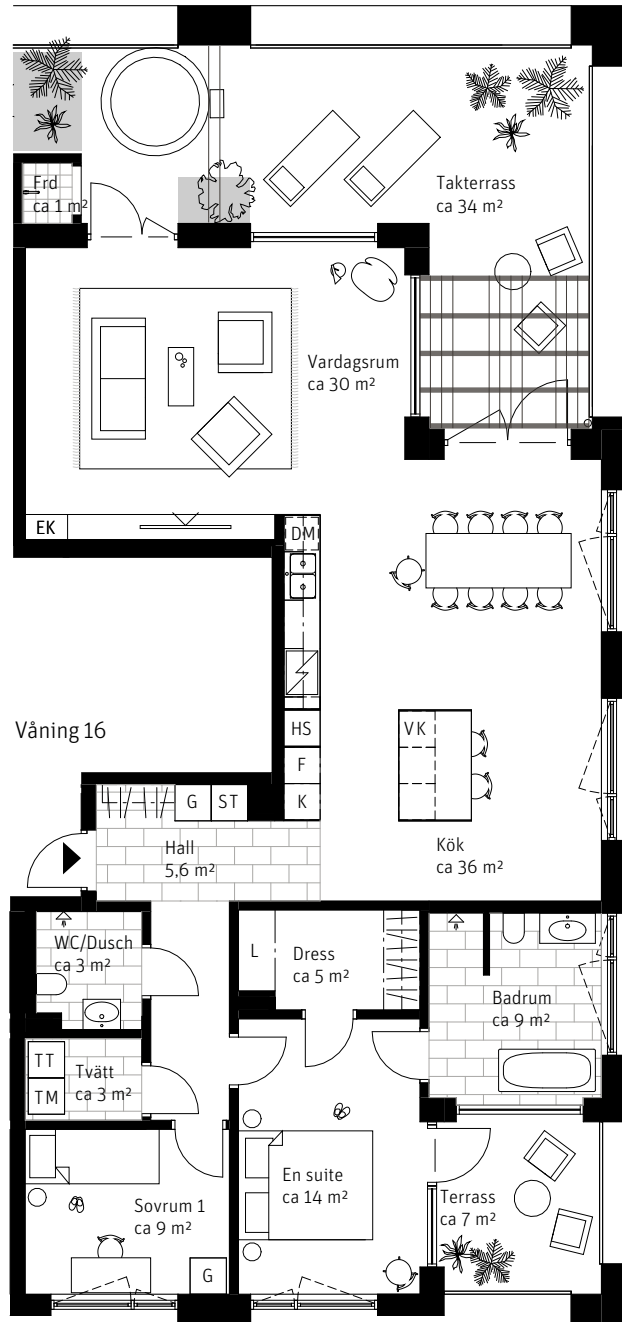 Frd
ca 1 m²
Takterrass
ca 34 m²
Vardagsrum
ca 30 m²
EK
DM
Våning 16
HS
VK
F
G ST
K
Hall
5,6 m²
Kök
ca 36 m²
WC/Dusch
ca 3 m²
L
Dress
ca 5 m²
Badrum
ca 9 m²
TT
Tvätt
ca 3 m²
TM
En suite
ca 14 m²
Sovrum 1
ca 9 m²
Terrass
ca 7 m²
G